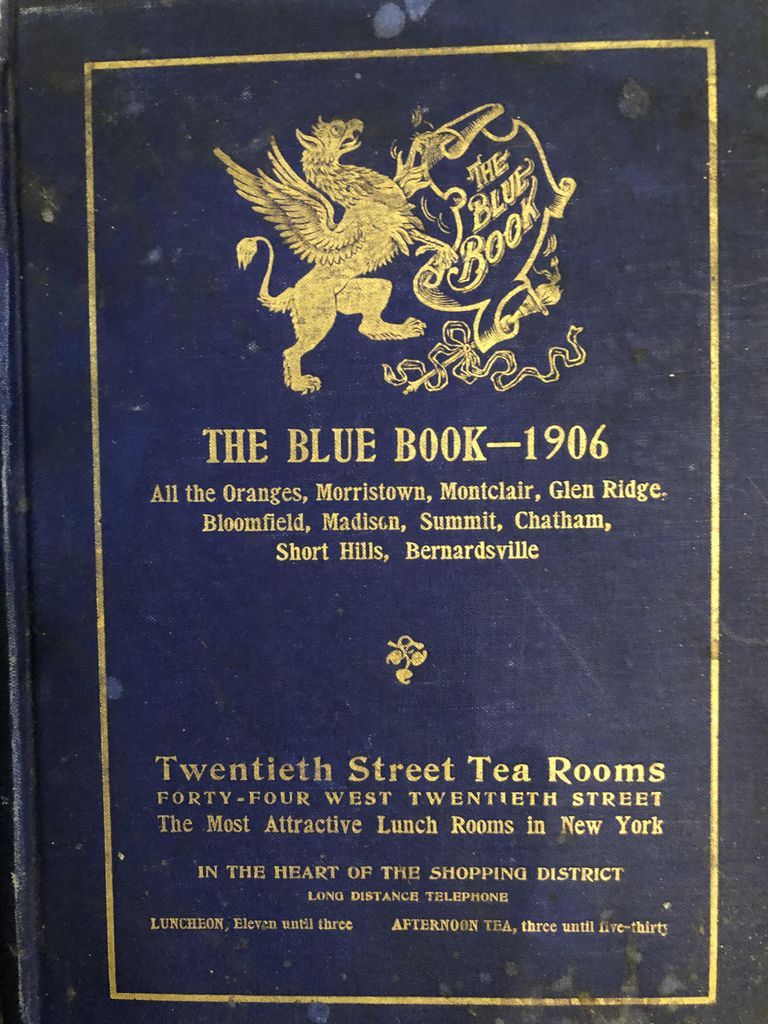 THE
BLUE
BOOK
THE BLUE BOOK—1906
All the Oranges, Morristown, Montclair, Glen Ridge,
Bloomfield, Madison, Summit, Chatham,
Short Hills, Bernardsville
Twentieth Street Tea Rooms
FORTY-FOUR WEST TWENTIETH STREET
The Most Attractive Lunch Rooms in New York
IN THE HEART OF THE SHOPPING DISTRICT
LONG DISTANCE TELEPHONE
LUNCHEON, Eleven until three AFTERNOON TEA, three until five-thirty